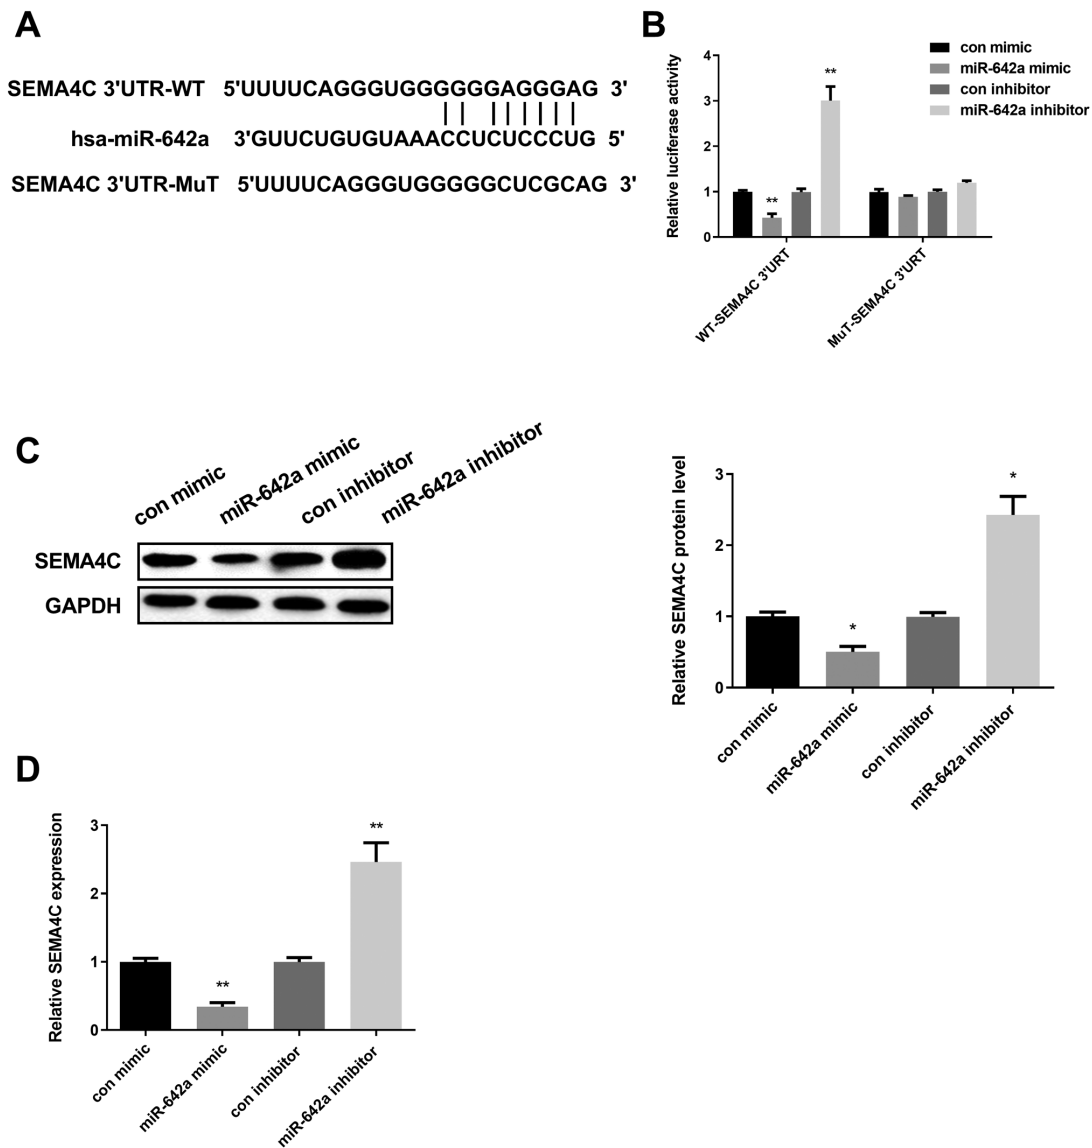 A
SEMA4C 3'UTR-WT 5'UUUUCAGGGUGGGGGGGAGGGAG 3'
hsa-miR-642a 3'GUUCUGUGUAAACCUCUCCCUG 5'
SEMA4C 3'UTR-MuT 5'UUUUCAGGGUGGGGGGCUCGCAG 3'
B
con mimic
miR-642a mimic
con inhibitor
miR-642a inhibitor
Relative luciferase activity
4
3
2
1
0
**
**
WT-SEMA4C 3'URT
MuT-SEMA4C 3'URT
C
con mimic
miR-642a mimic
con inhibitor
miR-642a inhibitor
SEMA4C
GAPDH
Relative SEMA4C protein level
3
2
1
0
*
*
con mimic
miR-642a mimic
con inhibitor
miR-642a inhibitor
D
Relative SEMA4C expression
3
2
1
0
**
**
con mimic
miR-642a mimic
con inhibitor
miR-642a inhibitor